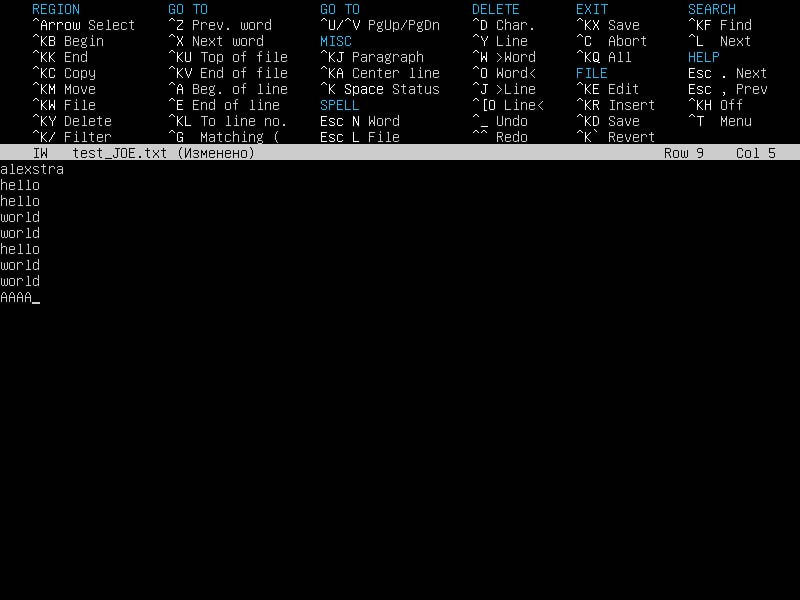 REGION GO TO GO TO DELETE EXIT SEARCH
^Arrow Select ^Z Prev. word ^U/^V PgUp/PgDn ^D Char. ^KX Save ^KF Find
^KB Begin ^X Next word MISC ^Y Line ^C Abort ^L Next
^KK End ^KU Top of file ^KJ Paragraph ^W >Word ^KQ All HELP
^KC Copy ^KV End of file ^KA Center line ^O Word< FILE Esc . Next
^KM Move ^A Beg. of line ^K Space Status ^J >Line ^KE Edit Esc , Prev
^KW File ^E End of line SPELL ^[O Line< ^KR Insert ^KH Off
^KY Delete ^KL To line no. Esc N Word ^_ Undo ^KD Save ^T Menu
^K/ Filter ^G Matching ( Esc L File ^^ Redo ^K` Revert
IW test_JOE.txt (Изменено) Row 9 Col 5
alexstra
hello
hello
world
world
hello
world
world
AAAA_